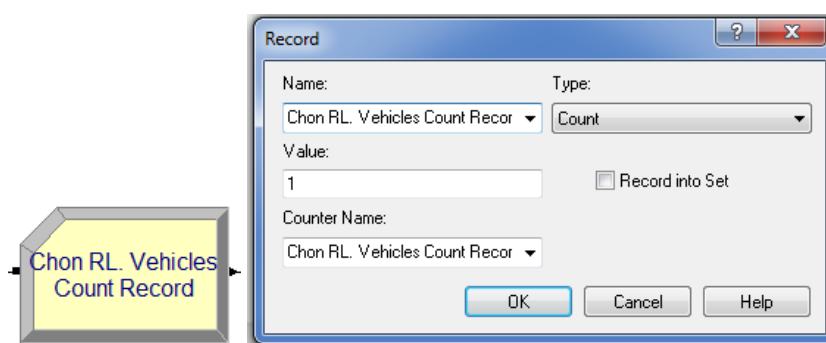 Record
Name:
Type:
Chon RL. Vehicles Count Recor
Count
Value:
1
Record into Set
Counter Name:
Chon RL. Vehicles Count Recor
OK
Cancel
Help
Chon RL. Vehicles
Count Record